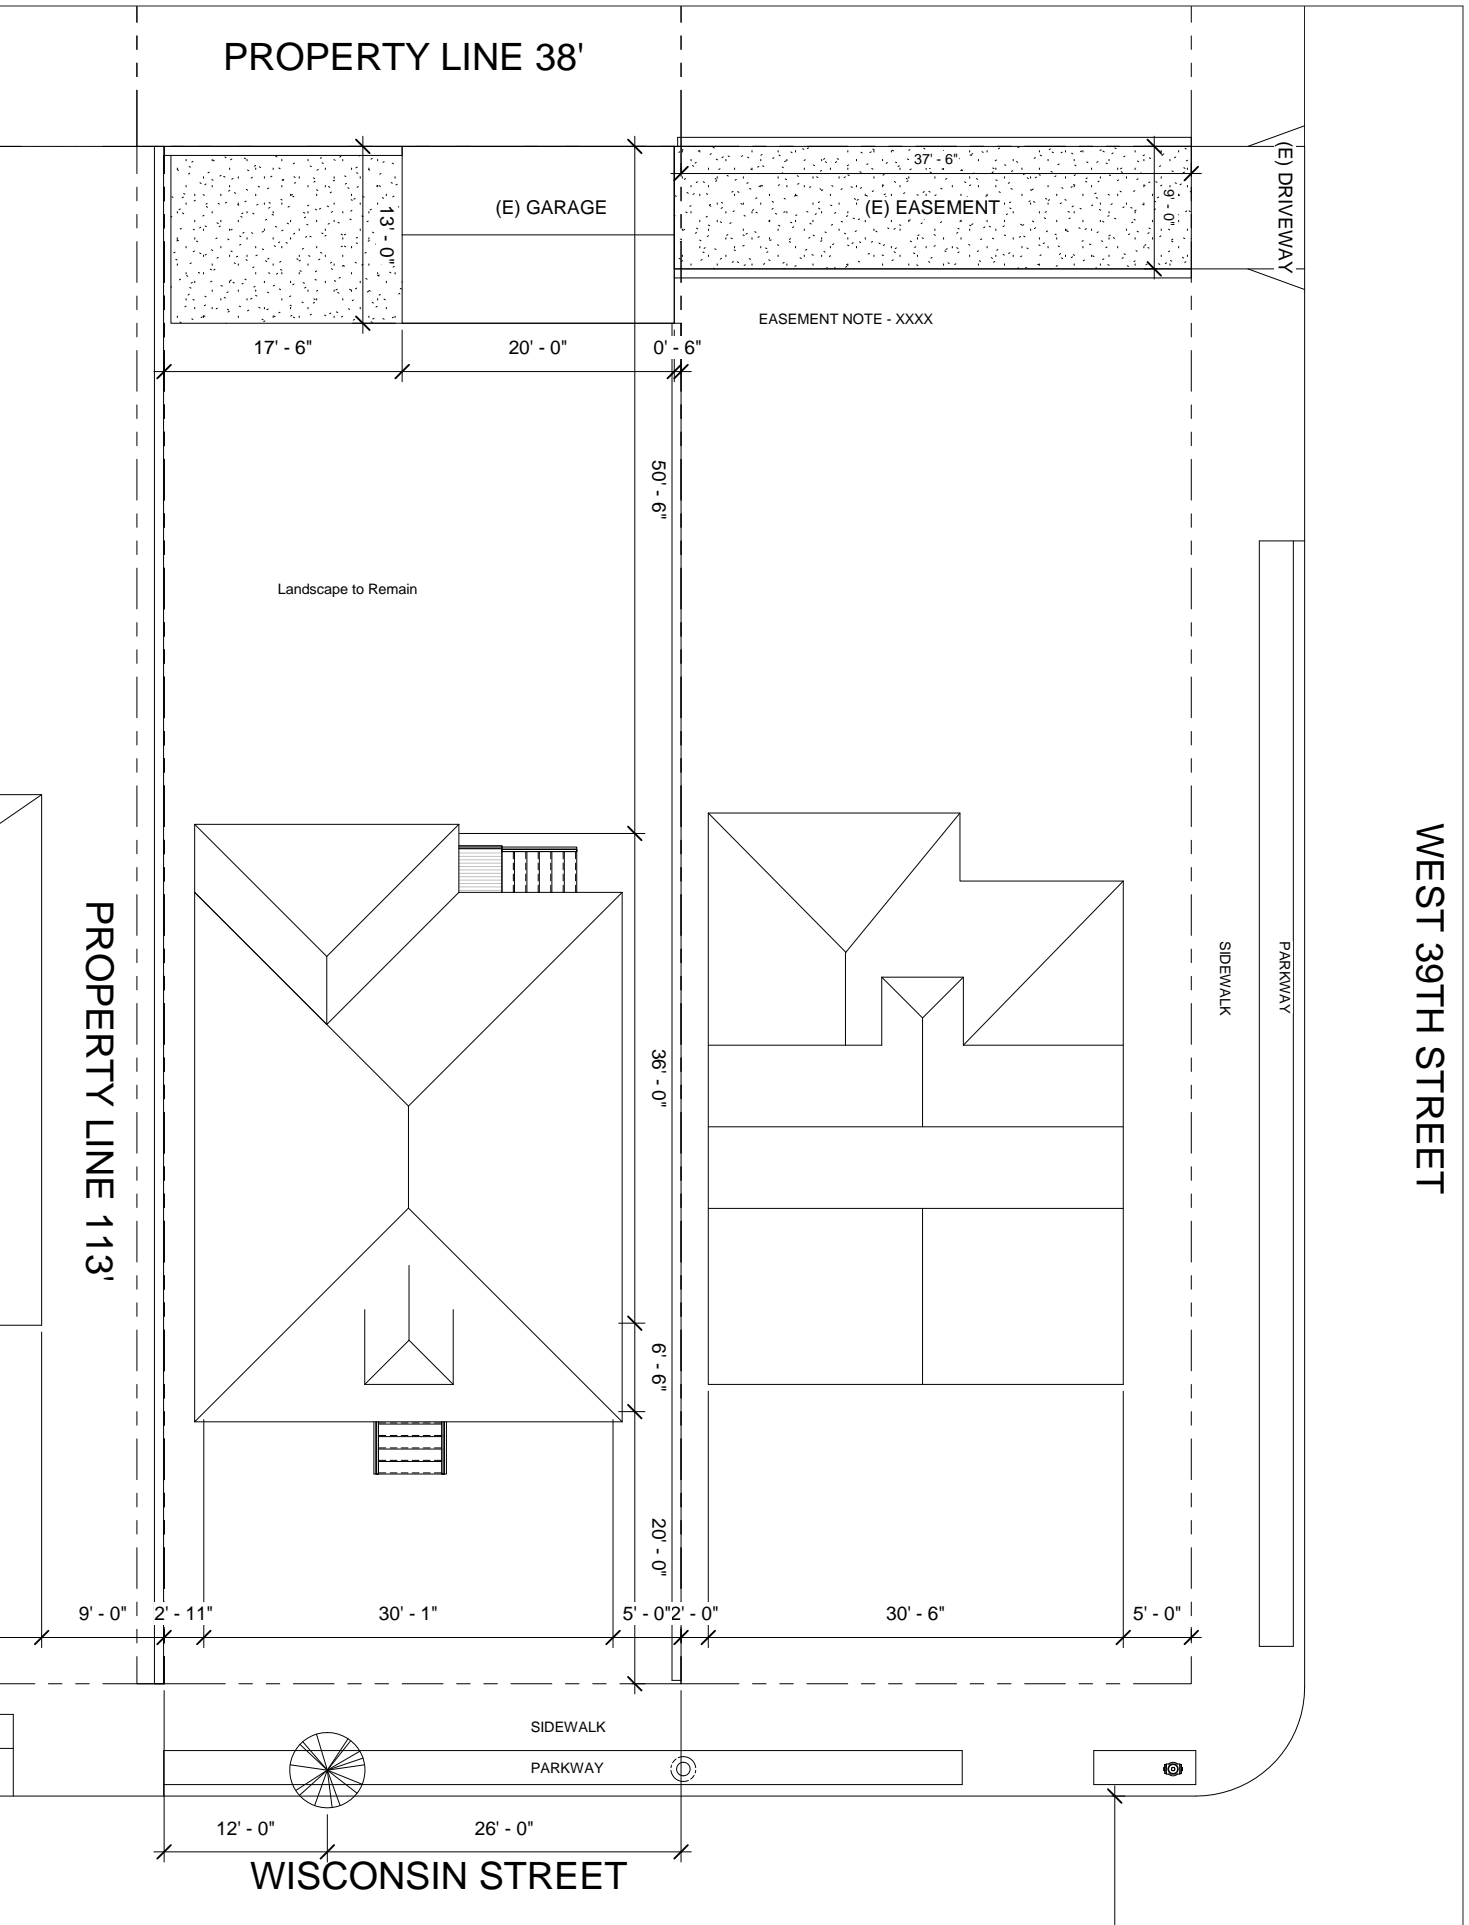 PROPERTY LINE 38'
37' - 6"
(E) DRIVEWAY
13' - 0"
(E) GARAGE
(E) EASEMENT
9' - 0"
EASEMENT NOTE - XXXX
17' - 6"
20' - 0"
0' - 6"
50' - 6"
Landscape to Remain
WEST 39TH STREET
PROPERTY LINE 113'
SIDEWALK
PARKWAY
36' - 0"
6' - 6"
20' - 0"
9' - 0"
2' - 11"
30' - 1"
5' - 0"
2' - 0"
30' - 6"
5' - 0"
SIDEWALK
PARKWAY
12' - 0"
26' - 0"
WISCONSIN STREET